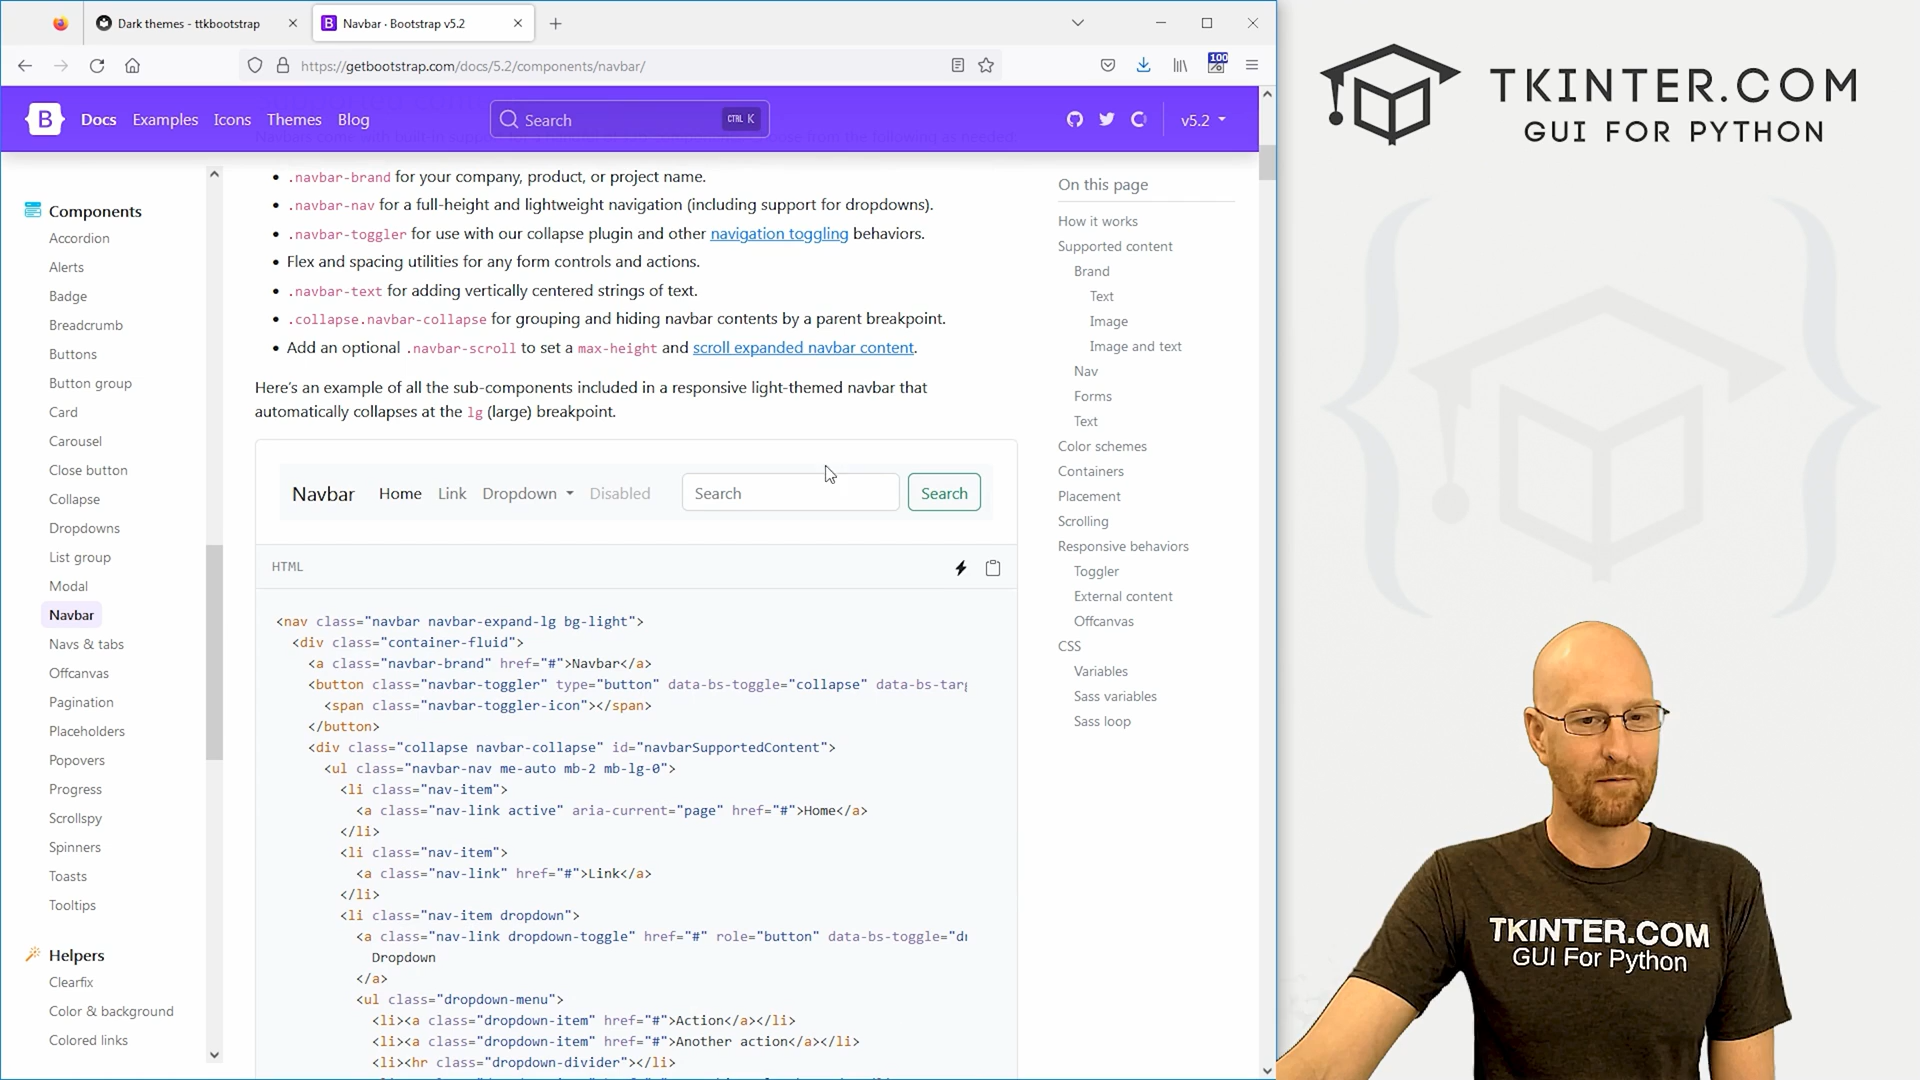 Dark themes - ttkbootstrap
Navbar · Bootstrap v5.2
https://getbootstrap.com/docs/5.2/components/navbar/
100
B
Docs
Examples
Icons
Themes
Blog
Search
CTRL K
v5.2
Components
Accordion
Alerts
Badge
Breadcrumb
Buttons
Button group
Card
Carousel
Close button
Collapse
Dropdowns
List group
Modal
Navbar
Navs & tabs
Offcanvas
Pagination
Placeholders
Popovers
Progress
Scrollspy
Spinners
Toasts
Tooltips
Helpers
Clearfix
Color & background
Colored links
.navbar-brand for your company, product, or project name.
.navbar-nav for a full-height and lightweight navigation (including support for dropdowns).
.navbar-toggler for use with our collapse plugin and other navigation toggling behaviors.
Flex and spacing utilities for any form controls and actions.
.navbar-text for adding vertically centered strings of text.
.collapse.navbar-collapse for grouping and hiding navbar contents by a parent breakpoint.
Add an optional .navbar-scroll to set a max-height and scroll expanded navbar content.
Here's an example of all the sub-components included in a responsive light-themed navbar that
automatically collapses at the lg (large) breakpoint.
Navbar Home Link Dropdown Disabled Search Search
HTML
<nav class="navbar navbar-expand-lg bg-light">
<div class="container-fluid">
<a class="navbar-brand" href="#">Navbar</a>
<button class="navbar-toggler" type="button" data-bs-toggle="collapse" data-bs-targ
<span class="navbar-toggler-icon"></span>
</button>
<div class="collapse navbar-collapse" id="navbarSupportedContent">
<ul class="navbar-nav me-auto mb-2 mb-lg-0">
<li class="nav-item">
<a class="nav-link active" aria-current="page" href="#">Home</a>
</li>
<li class="nav-item">
<a class="nav-link" href="#">Link</a>
</li>
<li class="nav-item dropdown">
<a class="nav-link dropdown-toggle" href="#" role="button" data-bs-toggle="dr
Dropdown
</a>
<ul class="dropdown-menu">
<li><a class="dropdown-item" href="#">Action</a></li>
<li><a class="dropdown-item" href="#">Another action</a></li>
<li><hr class="dropdown-divider"></li>
On this page
How it works
Supported content
Brand
Text
Image
Image and text
Nav
Forms
Text
Color schemes
Containers
Placement
Scrolling
Responsive behaviors
Toggler
External content
Offcanvas
CSS
Variables
Sass variables
Sass loop
TKINTER.COM
GUI FOR PYTHON
TKINTER.COM
GUI For Python